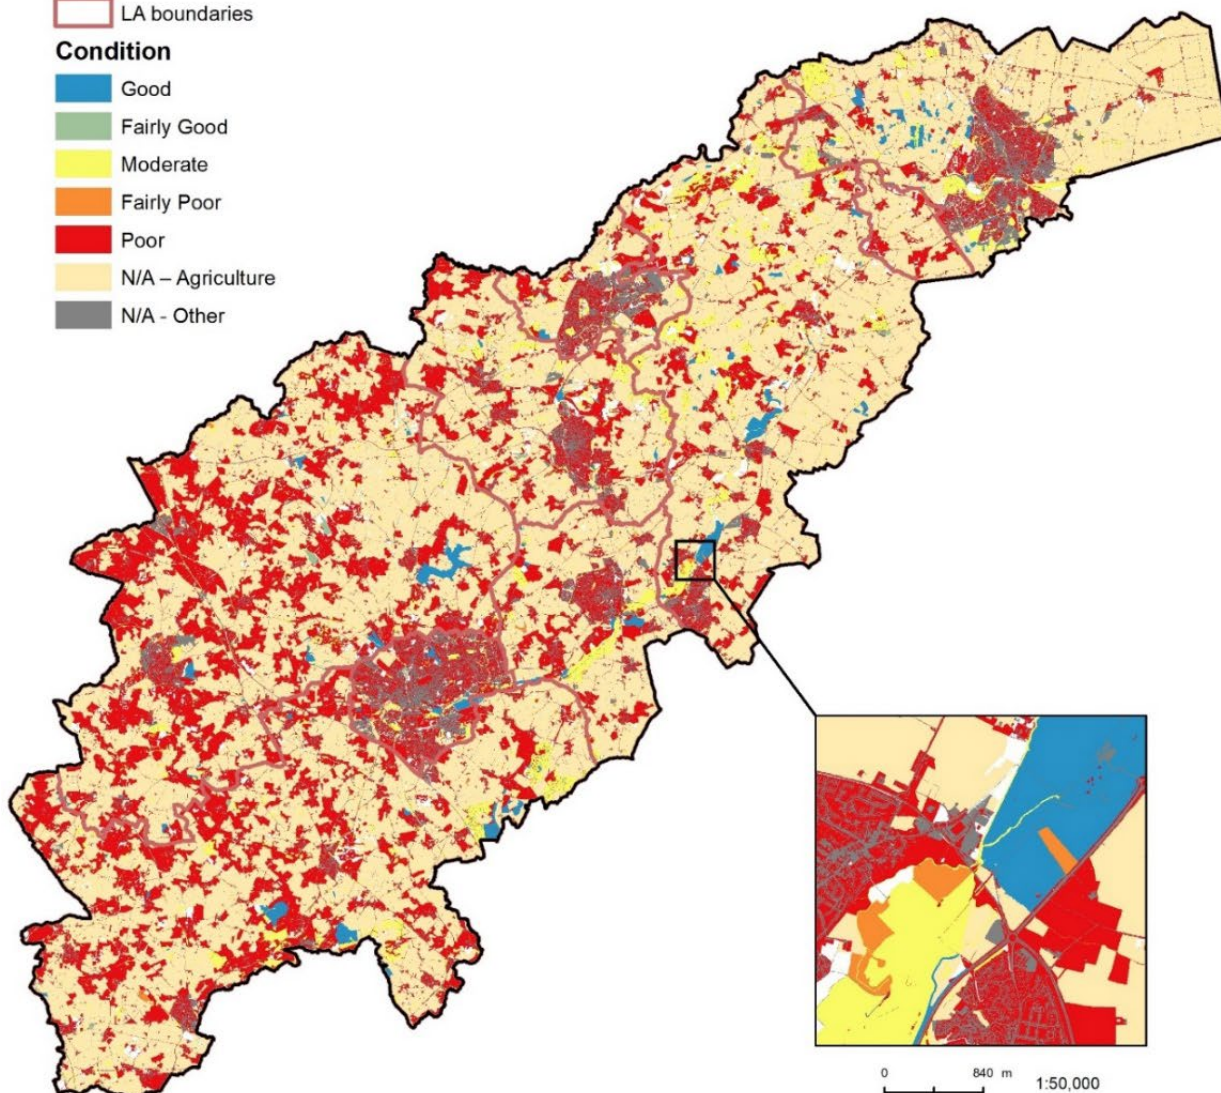 LA boundaries
Condition
Good
Fairly Good
Moderate
Fairly Poor
Poor
N/A – Agriculture
N/A - Other
0 840 m 1:50,000